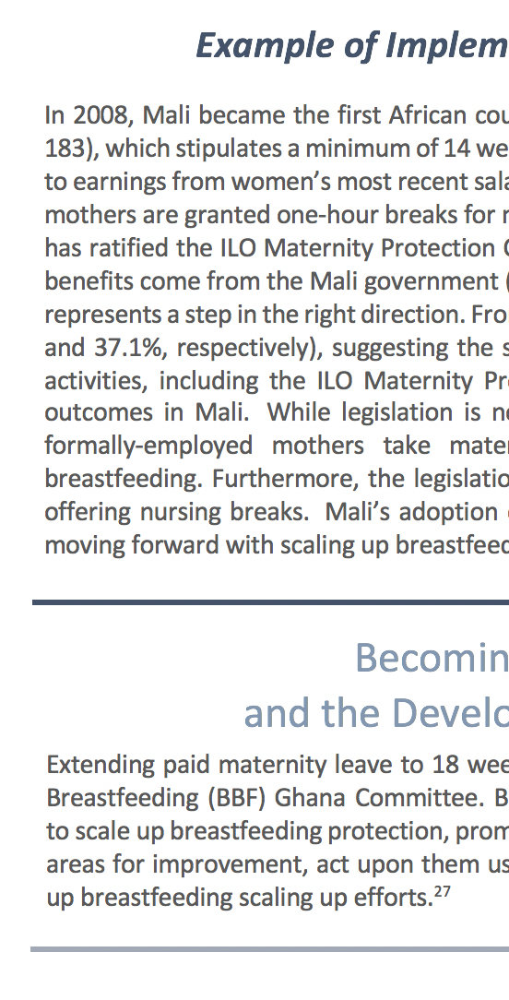 Example of Implem
In 2008, Mali became the first African cou
183), which stipulates a minimum of 14 we
to earnings from women's most recent sala
mothers are granted one-hour breaks for
has ratified the ILO Maternity Protection
benefits come from the Mali government (
represents a step in the right direction. Fro
and 37.1%, respectively), suggesting the s
activities, including the ILO Maternity Pr
outcomes in Mali. While legislation is n
formally-employed mothers take mater
breastfeeding. Furthermore, the legislatio
offering nursing breaks. Mali's adoption
moving forward with scaling up breastfeed
Becomin
and the Develo
Extending paid maternity leave to 18 wee
Breastfeeding (BBF) Ghana Committee. B
to scale up breastfeeding protection, prom
areas for improvement, act upon them us
up breastfeeding scaling up efforts.27